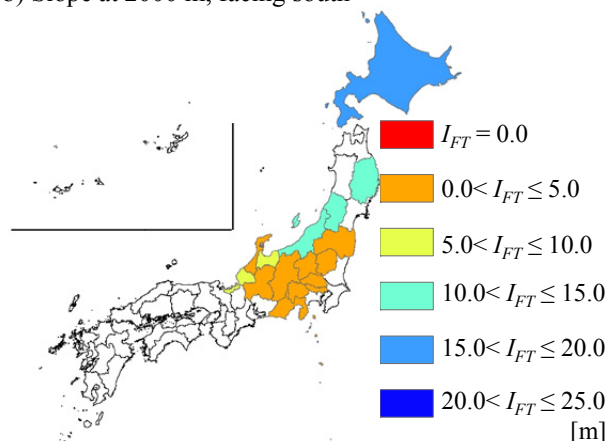 b) Slope at 2000 m, facing south
I_FT = 0.0
0.0< I_FT ≤ 5.0
5.0< I_FT ≤ 10.0
10.0< I_FT ≤ 15.0
15.0< I_FT ≤ 20.0
20.0< I_FT ≤ 25.0
[m]